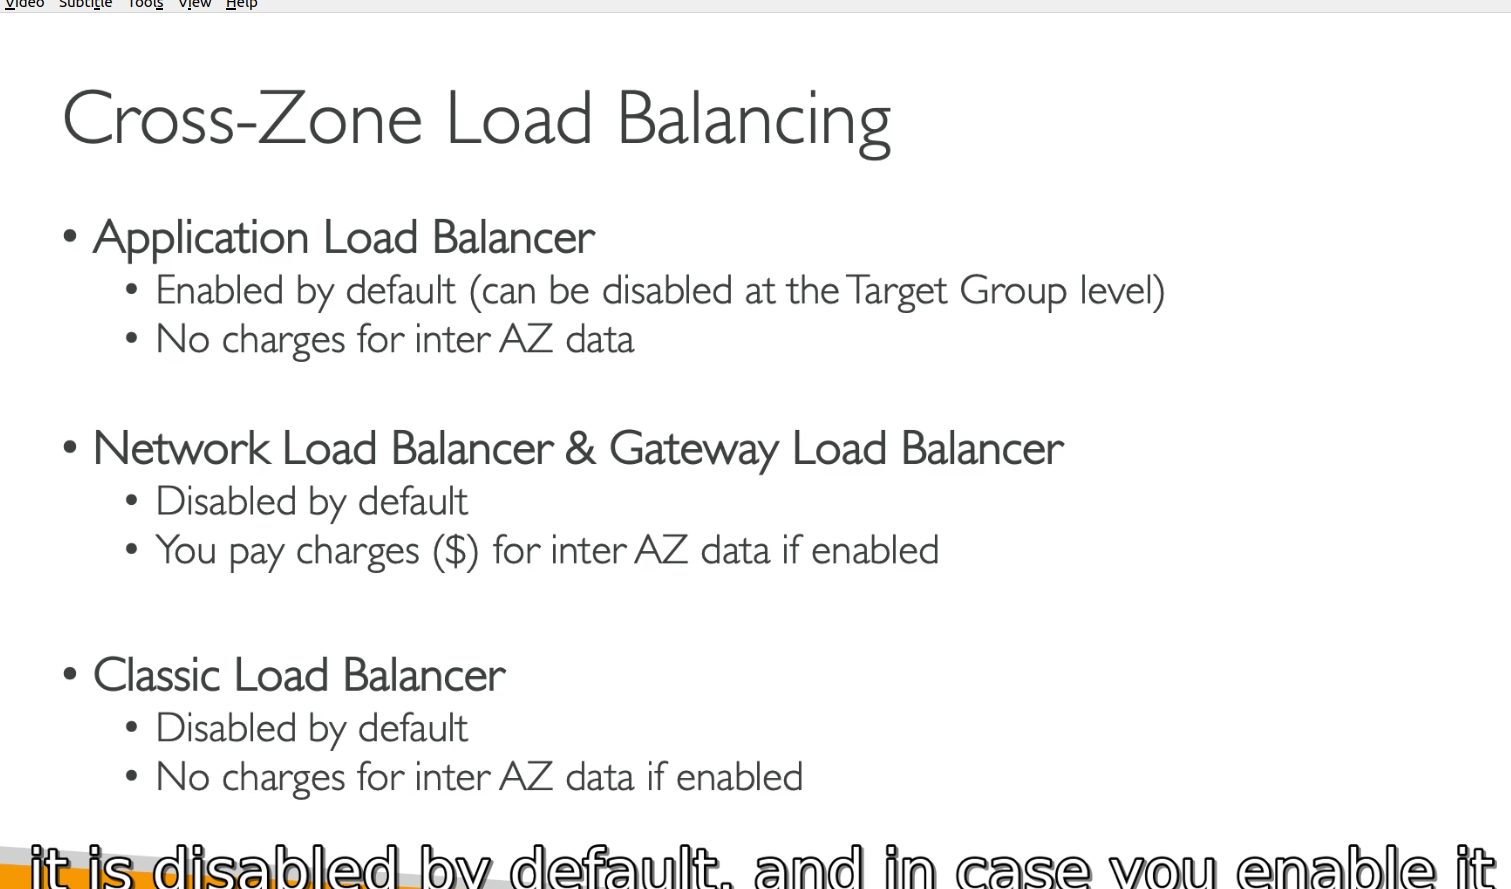 Video Subtitle Tools View Help
Cross-Zone Load Balancing
• Application Load Balancer
• Enabled by default (can be disabled at the Target Group level)
• No charges for inter AZ data
• Network Load Balancer & Gateway Load Balancer
• Disabled by default
• You pay charges ($) for inter AZ data if enabled
• Classic Load Balancer
• Disabled by default
• No charges for inter AZ data if enabled
it is disabled by default, and in case you enable it